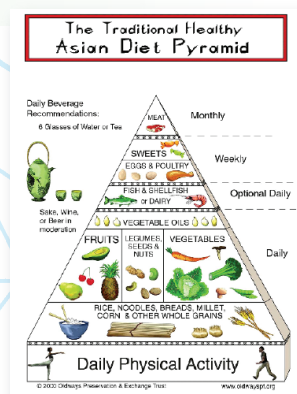 The Traditional Healthy
Asian Diet Pyramid
Daily Beverage
Recommendations:
6 Glasses of Water or Tea
Sake, Wine,
or Beer in
moderation
MEAT
Monthly
SWEETS
EGGS & POULTRY
Weekly
FISH & SHELLFISH
or DAIRY
Optional Daily
VEGETABLE OILS
FRUITS
LEGUMES,
SEEDS &
NUTS
VEGETABLES
Daily
RICE, NOODLES, BREADS, MILLET,
CORN & OTHER WHOLE GRAINS
Daily Physical Activity
© 2000 Oldways Preservation & Exchange Trust
www.oldwayspt.org